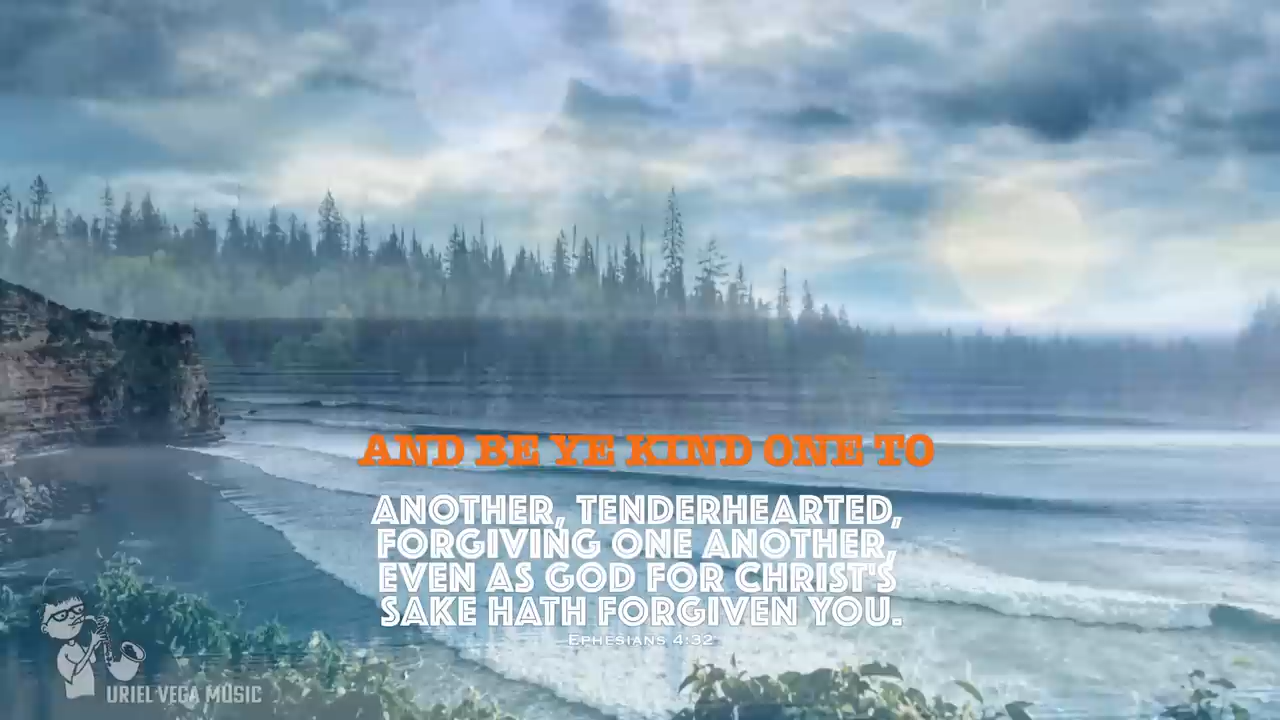 AND BE YE KIND ONE TO
ANOTHER, TENDERHEARTED,
FORGIVING ONE ANOTHER,
EVEN AS GOD FOR CHRIST'S
SAKE HATH FORGIVEN YOU.
EPHESIANS 4:32
URIEL VEGA MUSIC